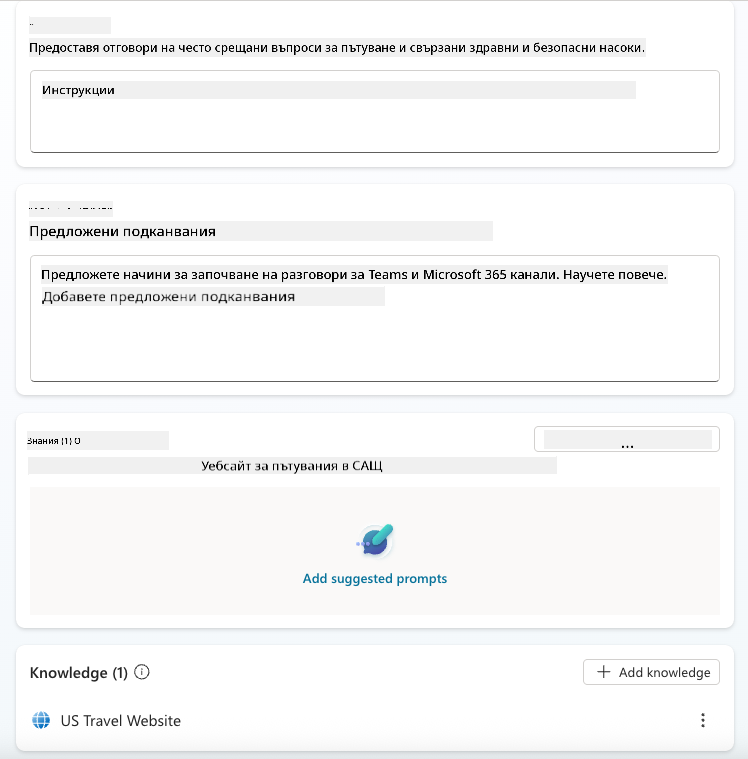 Предоставя отговори на често срещани въпроси за пътуване и свързани здравни и безопасни насоки.
Инструкции
Предложени подканвания
Предложете начини за започване на разговори за Teams и Microsoft 365 канали. Научете повече.
Добавете предложени подканвания
Знания (1) 0
...
Уебсайт за пътувания в САЩ
Add suggested prompts
Knowledge (1)
Add knowledge
US Travel Website